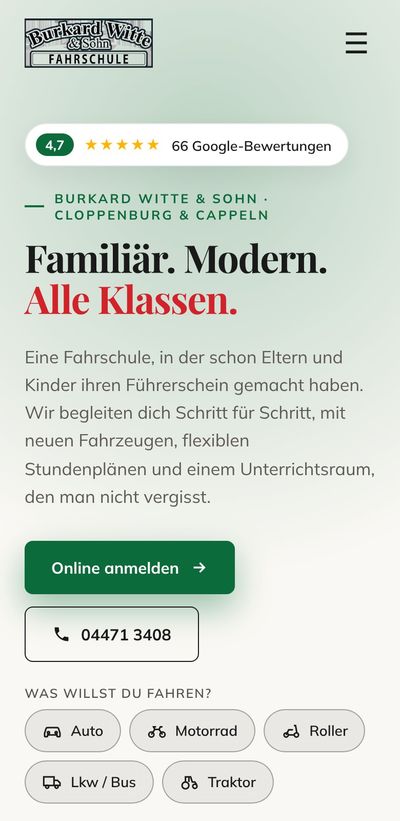 Burkard Witte
& Sohn
FAHRSCHULE
4,7 ★★★★★ 66 Google-Bewertungen
BURKARD WITTE & SOHN ·
CLOPPENBURG & CAPPELN
Familiär. Modern.
Alle Klassen.
Eine Fahrschule, in der schon Eltern und
Kinder ihren Führerschein gemacht haben.
Wir begleiten dich Schritt für Schritt, mit
neuen Fahrzeugen, flexiblen
Stundenplänen und einem Unterrichtsraum,
den man nicht vergisst.
Online anmelden →
04471 3408
WAS WILLST DU FAHREN?
Auto
Motorrad
Roller
Lkw / Bus
Traktor